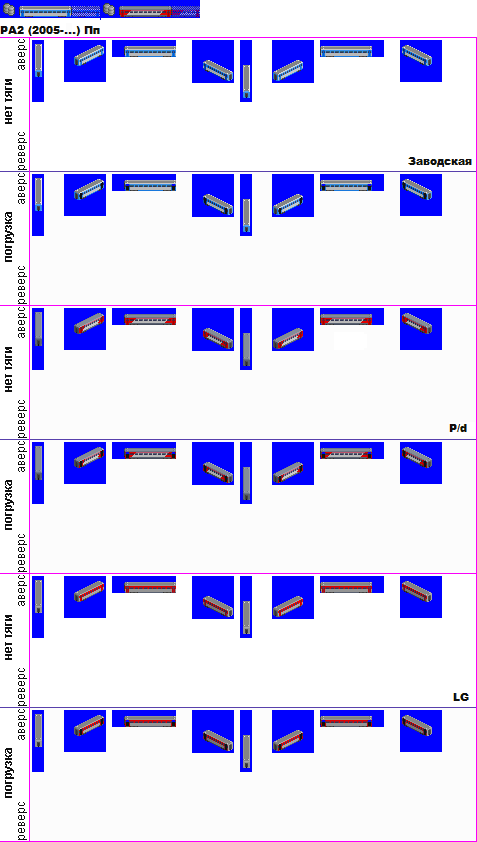 РА2 (2005-...) Пп
аверс
нет тяги
реверс
Заводская
аверс
погрузка
реверс
аверс
нет тяги
реверс
P/d
аверс
погрузка
реверс
аверс
нет тяги
реверс
LG
аверс
погрузка
реверс